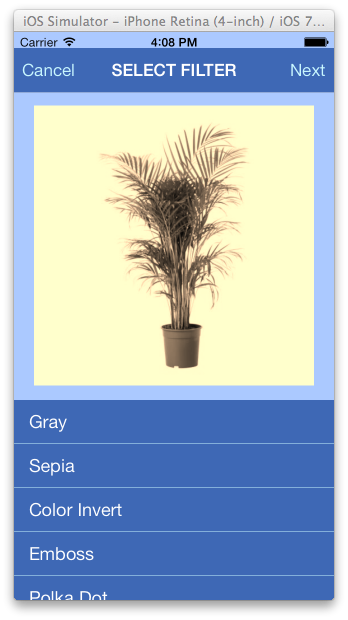 iOS Simulator – iPhone Retina (4-inch) / iOS 7...
Carrier 4:08 PM
Cancel SELECT FILTER Next
Gray
Sepia
Color Invert
Emboss
Polka Dot